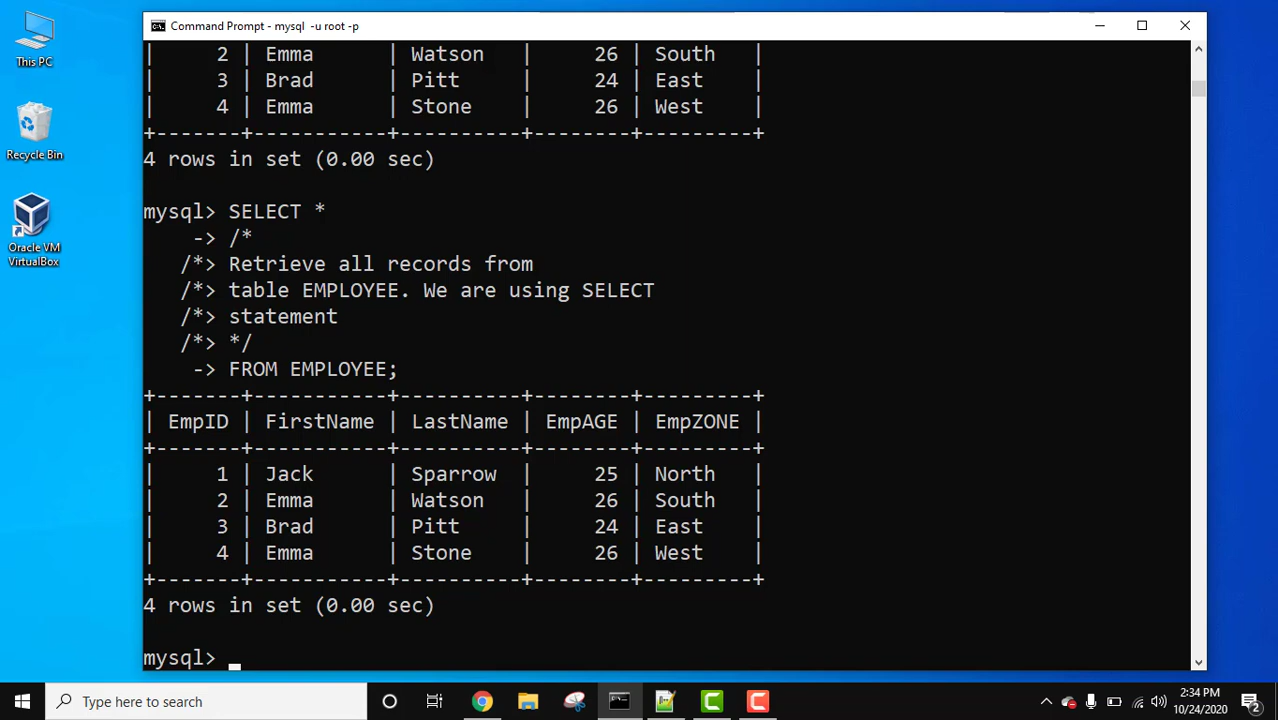 This PC
Recycle Bin
Oracle VM
VirtualBox
Command Prompt - mysql -u root -p
|     2 | Emma      | Watson   |     26 | South   |
|     3 | Brad      | Pitt     |     24 | East    |
|     4 | Emma      | Stone    |     26 | West    |
+-------+-----------+----------+--------+---------+
4 rows in set (0.00 sec)
mysql> SELECT *
    -> /*
   /*> Retrieve all records from
   /*> table EMPLOYEE. We are using SELECT
   /*> statement
   /*> */
    -> FROM EMPLOYEE;
+-------+-----------+----------+--------+---------+
| EmpID | FirstName | LastName | EmpAGE | EmpZONE |
+-------+-----------+----------+--------+---------+
|     1 | Jack      | Sparrow  |     25 | North   |
|     2 | Emma      | Watson   |     26 | South   |
|     3 | Brad      | Pitt     |     24 | East    |
|     4 | Emma      | Stone    |     26 | West    |
+-------+-----------+----------+--------+---------+
4 rows in set (0.00 sec)
mysql> _
Type here to search
2:34 PM
10/24/2020
2